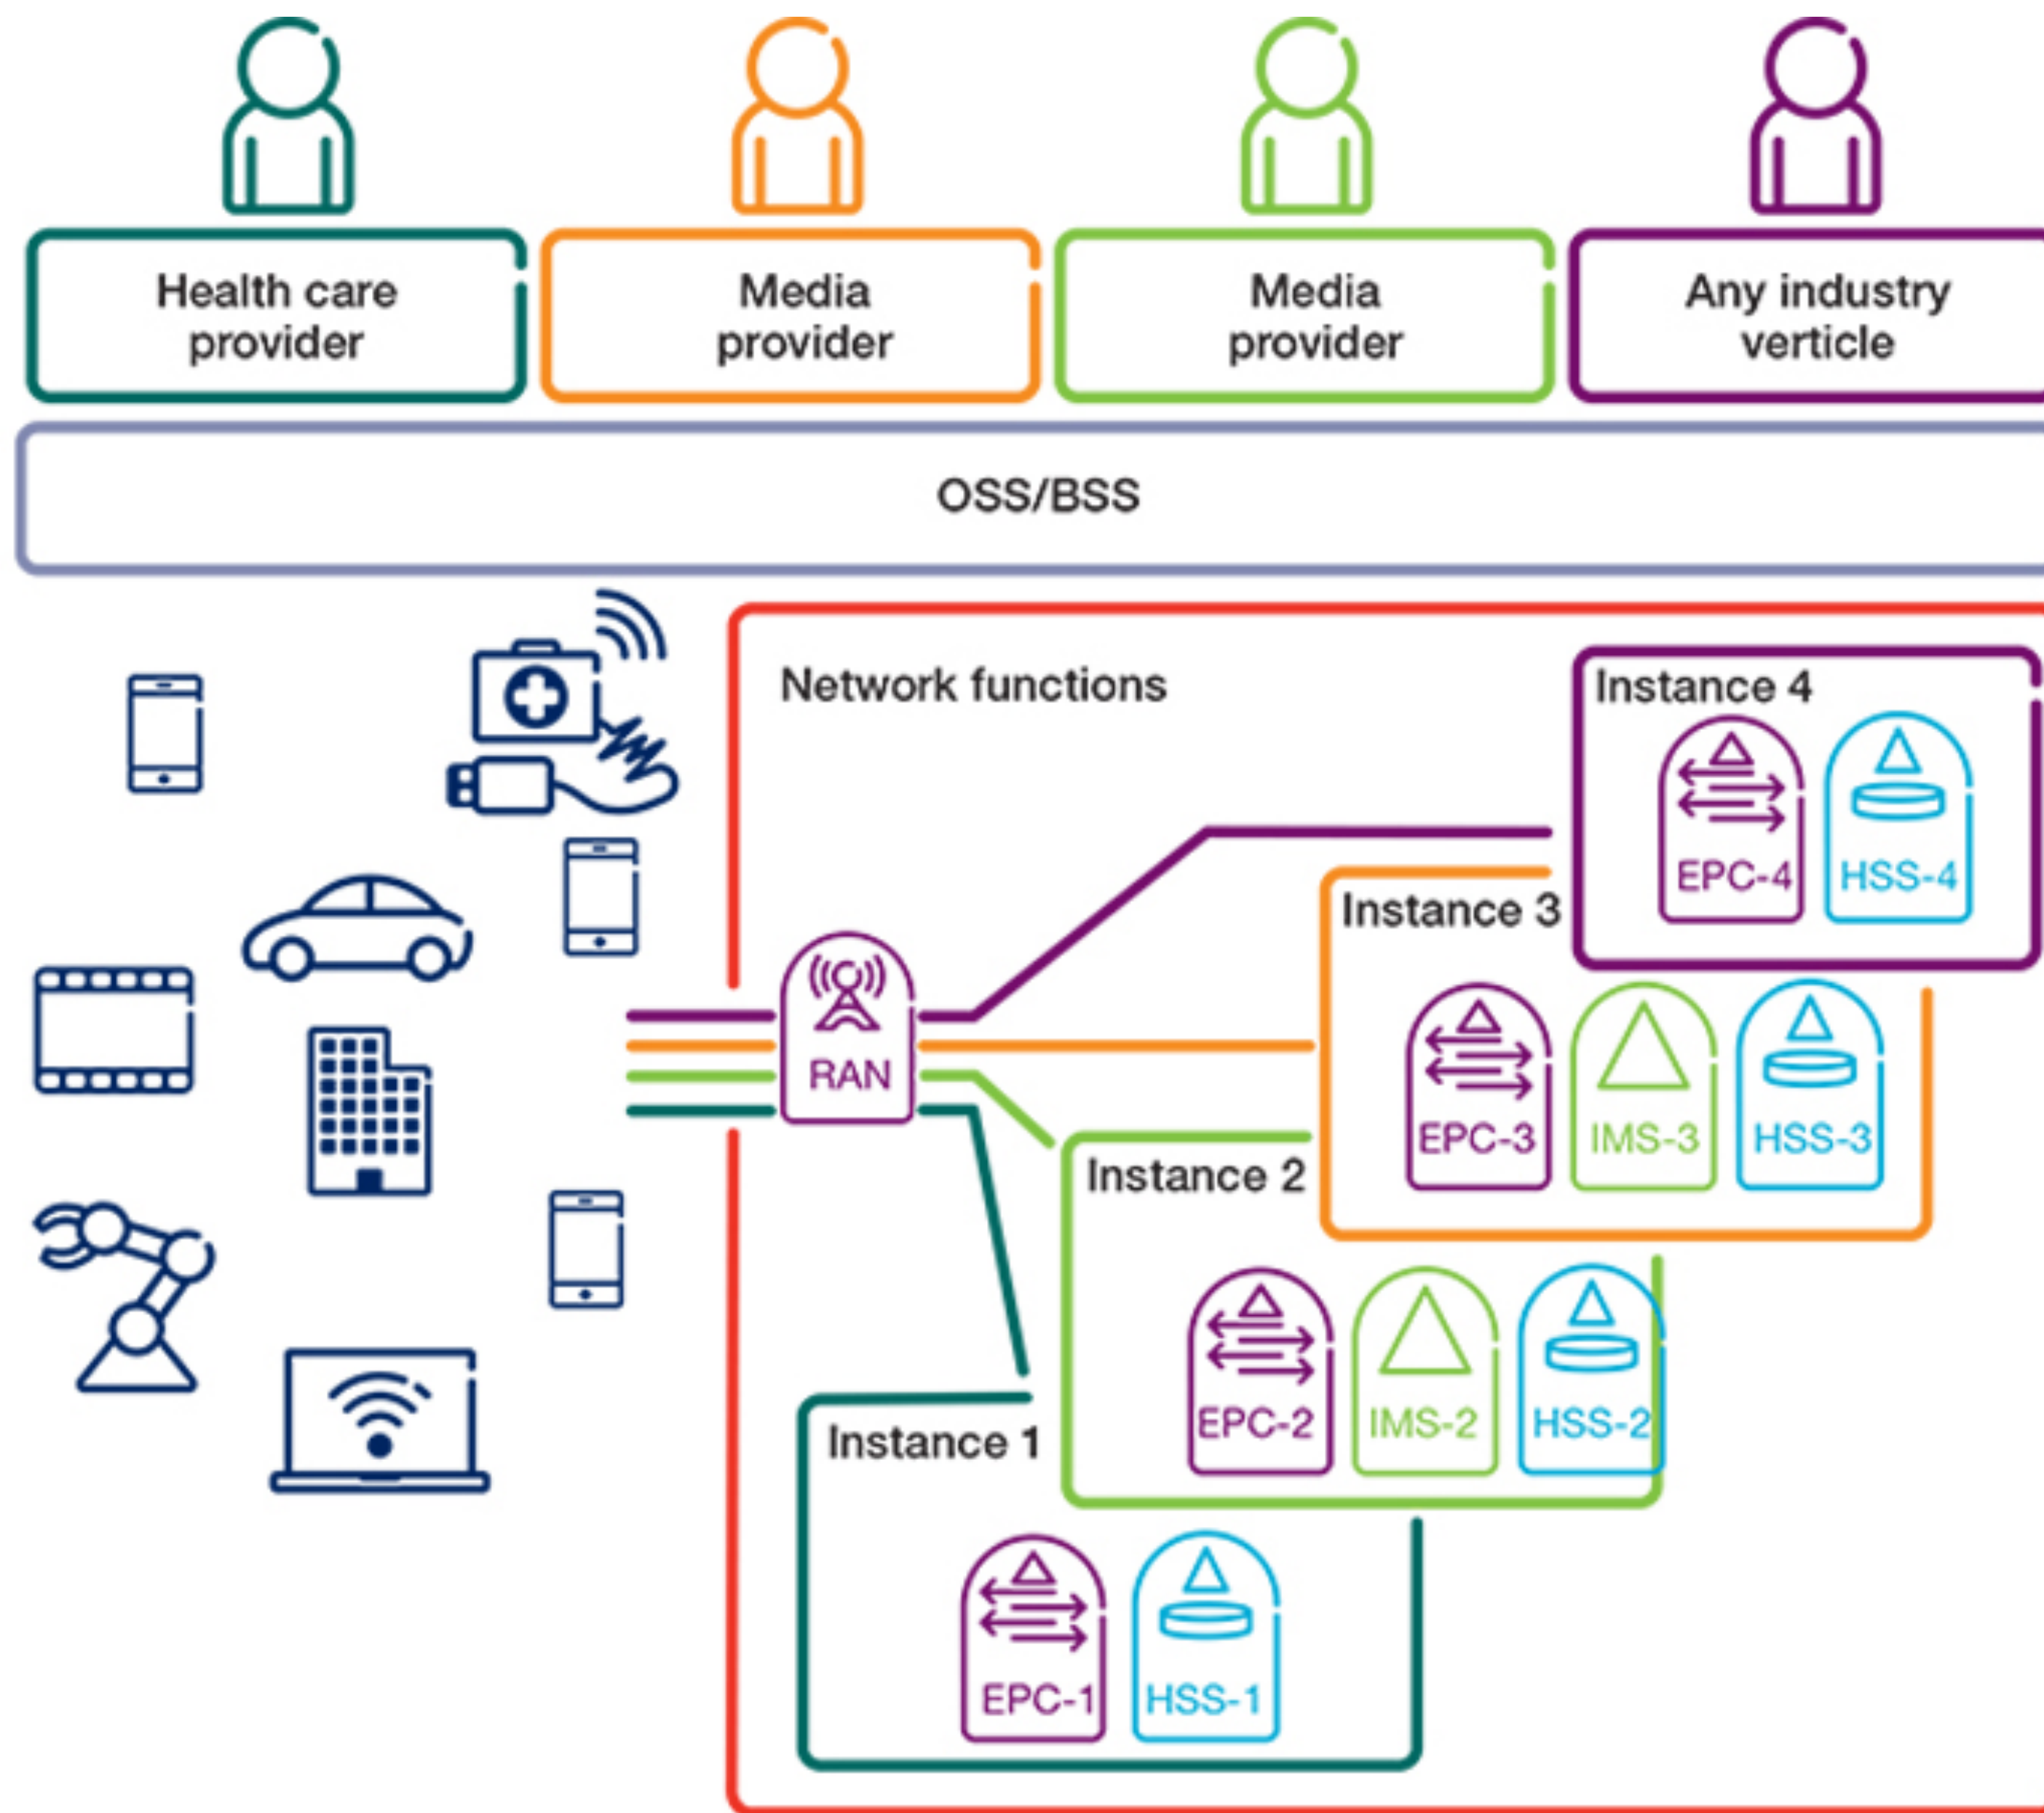 Health care
provider
Media
provider
Media
provider
Any industry
verticle
OSS/BSS
Network functions
Instance 4
EPC-4
HSS-4
Instance 3
RAN
EPC-3
IMS-3
HSS-3
Instance 2
EPC-2
IMS-2
HSS-2
Instance 1
EPC-1
HSS-1